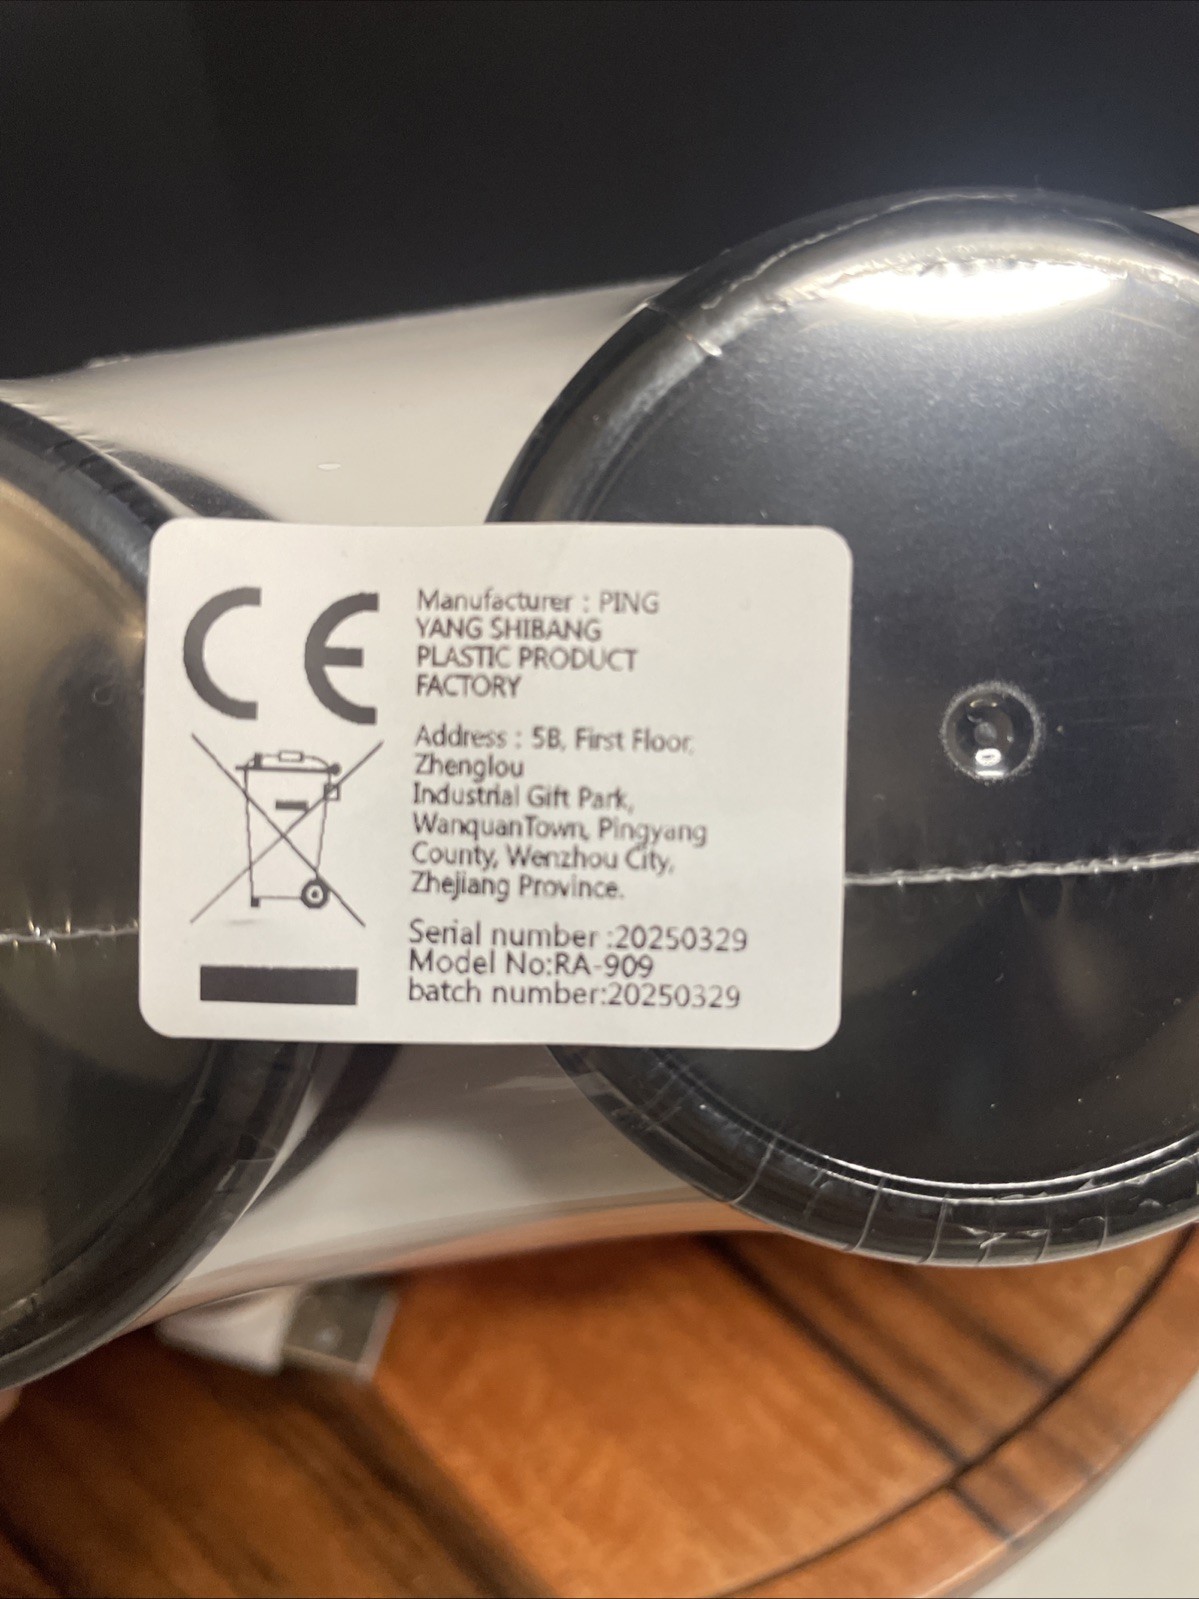 CE
Manufacturer : PING
YANG SHIBANG
PLASTIC PRODUCT
FACTORY
Address : 5B, First Floor,
Zhenglou
Industrial Gift Park,
WanquanTown, Pingyang
County, Wenzhou City,
Zhejiang Province.
Serial number :20250329
Model No:RA-909
batch number:20250329